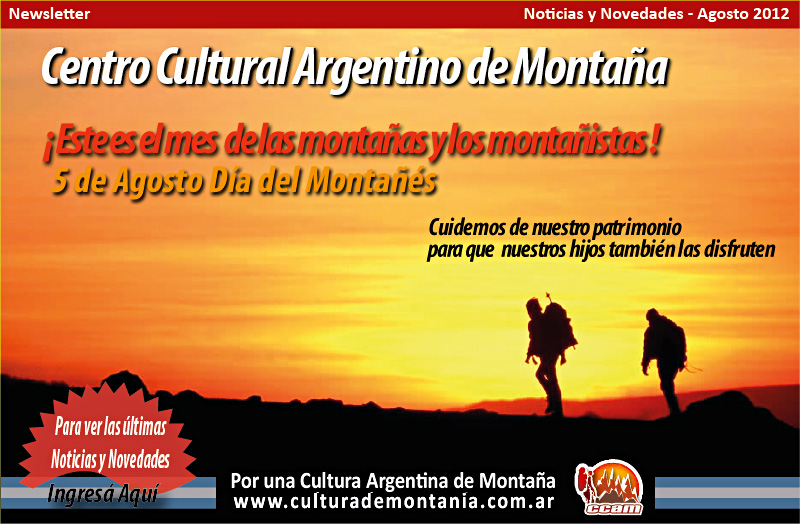 Newsletter
Noticias y Novedades - Agosto 2012
Centro Cultural Argentino de Montaña
¡Este es el mes de las montañas y los montañistas!
5 de Agosto Día del Montañés
Cuidemos de nuestro patrimonio
para que nuestros hijos también las disfruten
Para ver las últimas
Noticias y Novedades
Ingresá Aquí
Por una Cultura Argentina de Montaña
www.culturademontania.com.ar
ccam